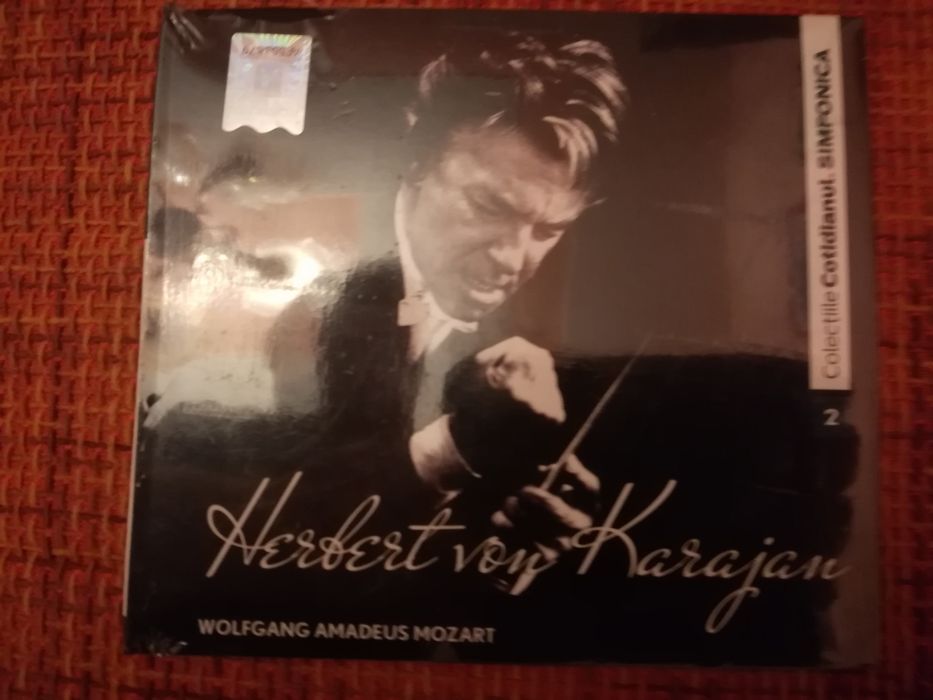 Colecțiile Cotidianul. SIMFONICA
2
Herbert von Karajan
WOLFGANG AMADEUS MOZART